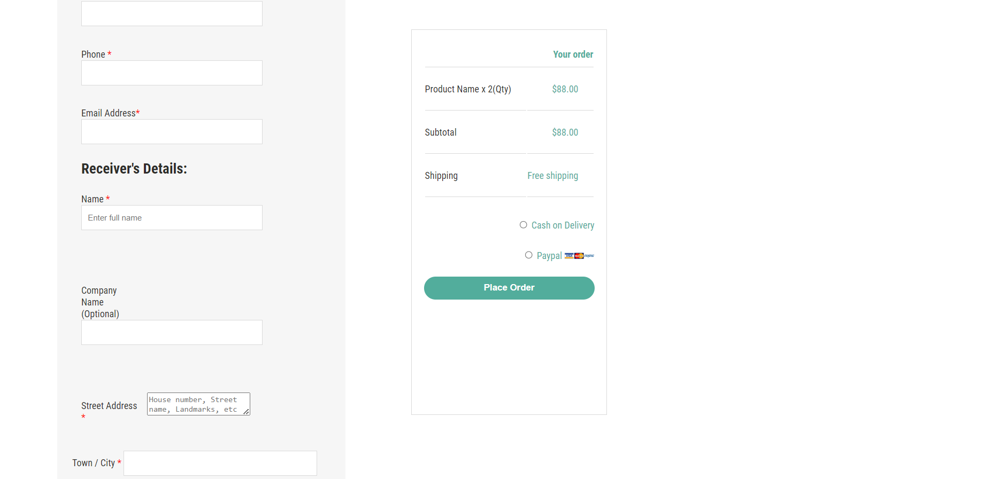 Phone *
Email Address*
Receiver's Details:
Name *
Enter full name
Company
Name
(Optional)
Street Address
*
House number, Street
name, Landmarks, etc
Town / City *
Your order
Product Name x 2(Qty) $88.00
Subtotal $88.00
Shipping Free shipping
Cash on Delivery
Paypal VISA PayPal
Place Order